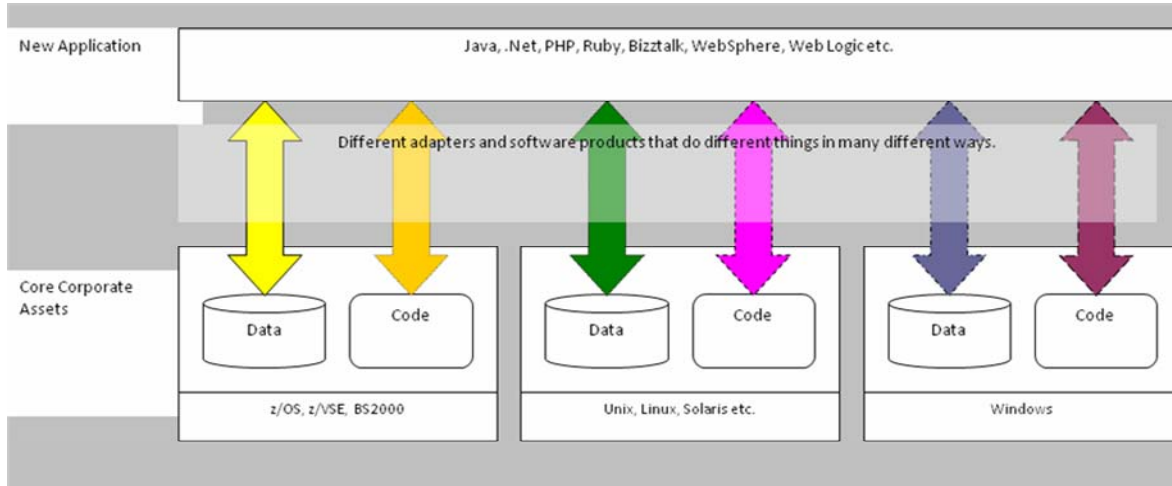 New Application
Java, .Net, PHP, Ruby, Bizztalk, WebSphere, Web Logic etc.
Different adapters and software products that do different things in many different ways.
Core Corporate
Assets
Data
Code
Data
Code
Data
Code
z/OS, z/VSE, BS2000
Unix, Linux, Solaris etc.
Windows